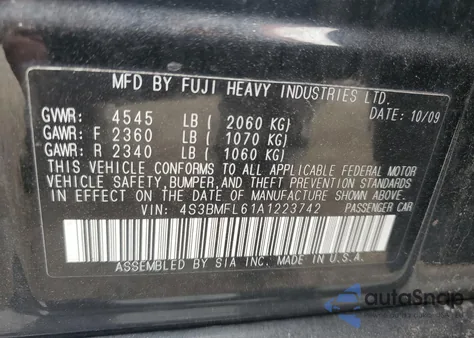 MFD BY FUJI HEAVY INDUSTRIES LTD.
GVWR: 4545 LB ( 2060 KG) DATE: 10/09
GAWR: F 2360 LB ( 1070 KG)
GAWR: R 2340 LB ( 1060 KG)
THIS VEHICLE CONFORMS TO ALL APPLICABLE FEDERAL MOTOR
VEHICLE SAFETY, BUMPER, AND THEFT PREVENTION STANDARDS
IN EFFECT ON THE DATE OF MANUFACTURE SHOWN ABOVE.
VIN: 4S3BMFL61A1223742 PASSENGER CAR
ASSEMBLED BY SIA INC. MADE IN U.S.A.
autoSnap